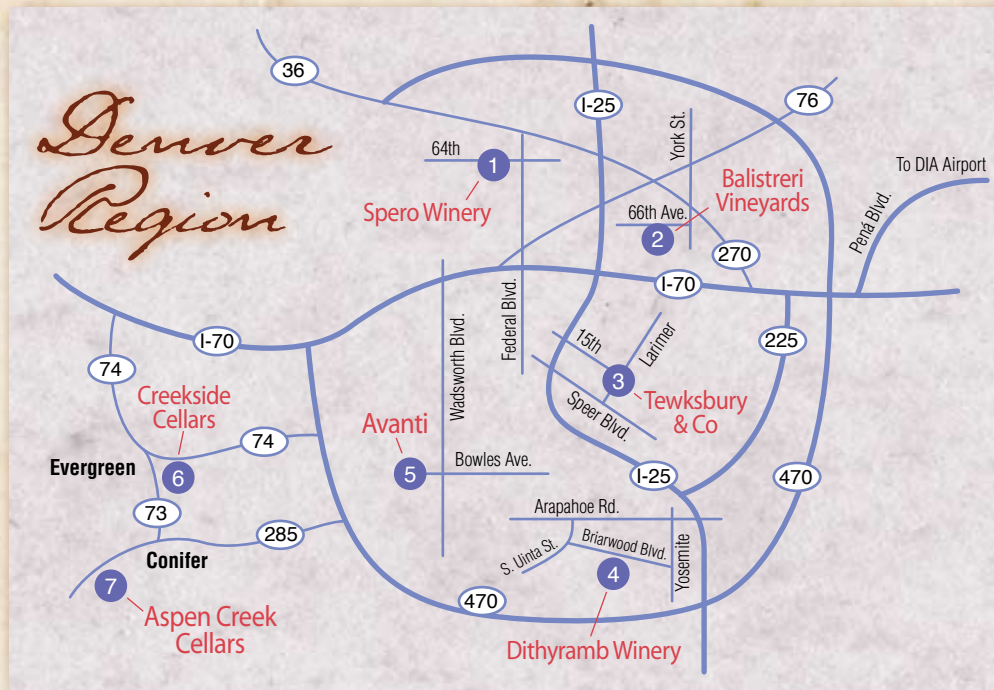 Denver
Region
36
I-25
76
64th
1
Spero Winery
York St.
Balistreri
Vineyards
66th Ave.
2
To DIA Airport
Pená Blvd.
270
I-70
I-70
74
Wadsworth Blvd.
Federal Blvd.
15th
Larimer
225
3
Tewksbury
& Co
Speer Blvd.
Creekside
Cellars
74
Evergreen
6
Avanti
5
Bowles Ave.
I-25
470
73
Conifer
285
Arapahoe Rd.
S. Uinta St.
Briarwood Blvd.
Yosemite
4
7
Aspen Creek
Cellars
470
Dithyramb Winery